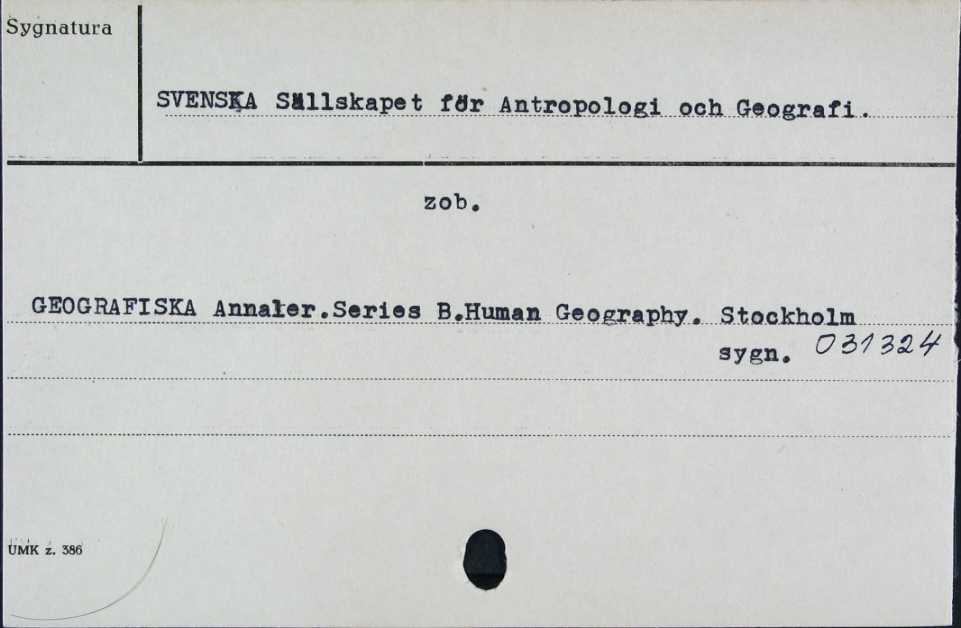 Sygnatura
SVENSKA Sällskapet för Antropologi och Geografi.
zob.
GEOGRAFISKA Annaler.Series B.Human Geography. Stockholm
sygn. 031324
UMK z. 386